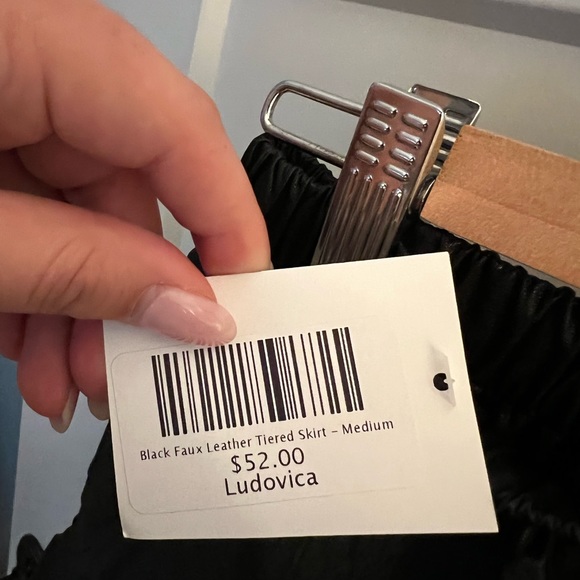 Black Faux Leather Tiered Skirt – Medium
$52.00
Ludovica